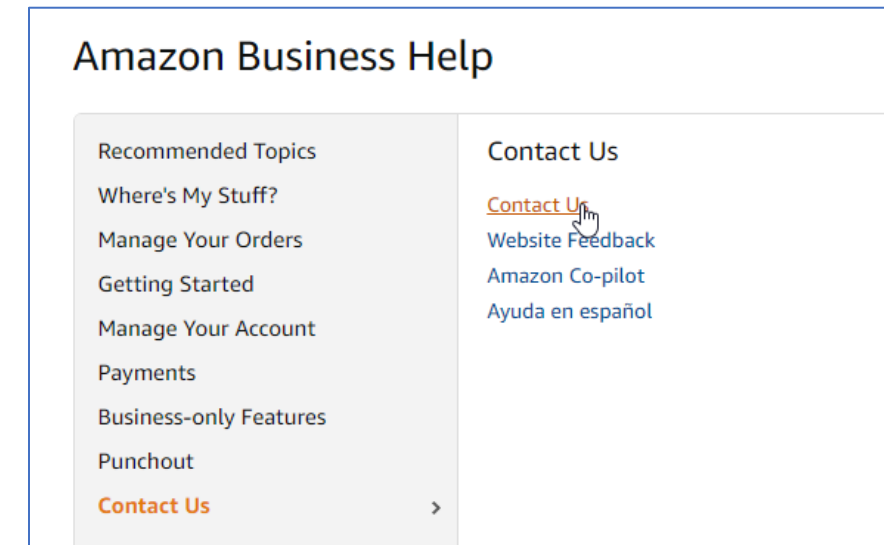 Amazon Business Help
Recommended Topics
Where's My Stuff?
Manage Your Orders
Getting Started
Manage Your Account
Payments
Business-only Features
Punchout
Contact Us
Contact Us
Contact Us
Website Feedback
Amazon Co-pilot
Ayuda en español